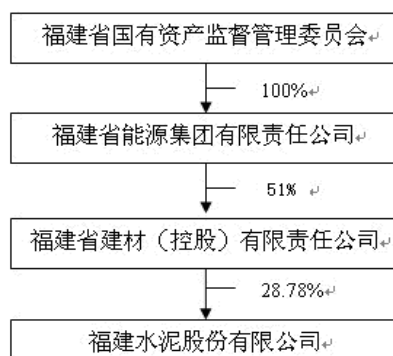 福建省国有资产监督管理委员会
100%
福建省能源集团有限责任公司
51%
福建省建材（控股）有限责任公司
28.78%
福建水泥股份有限公司